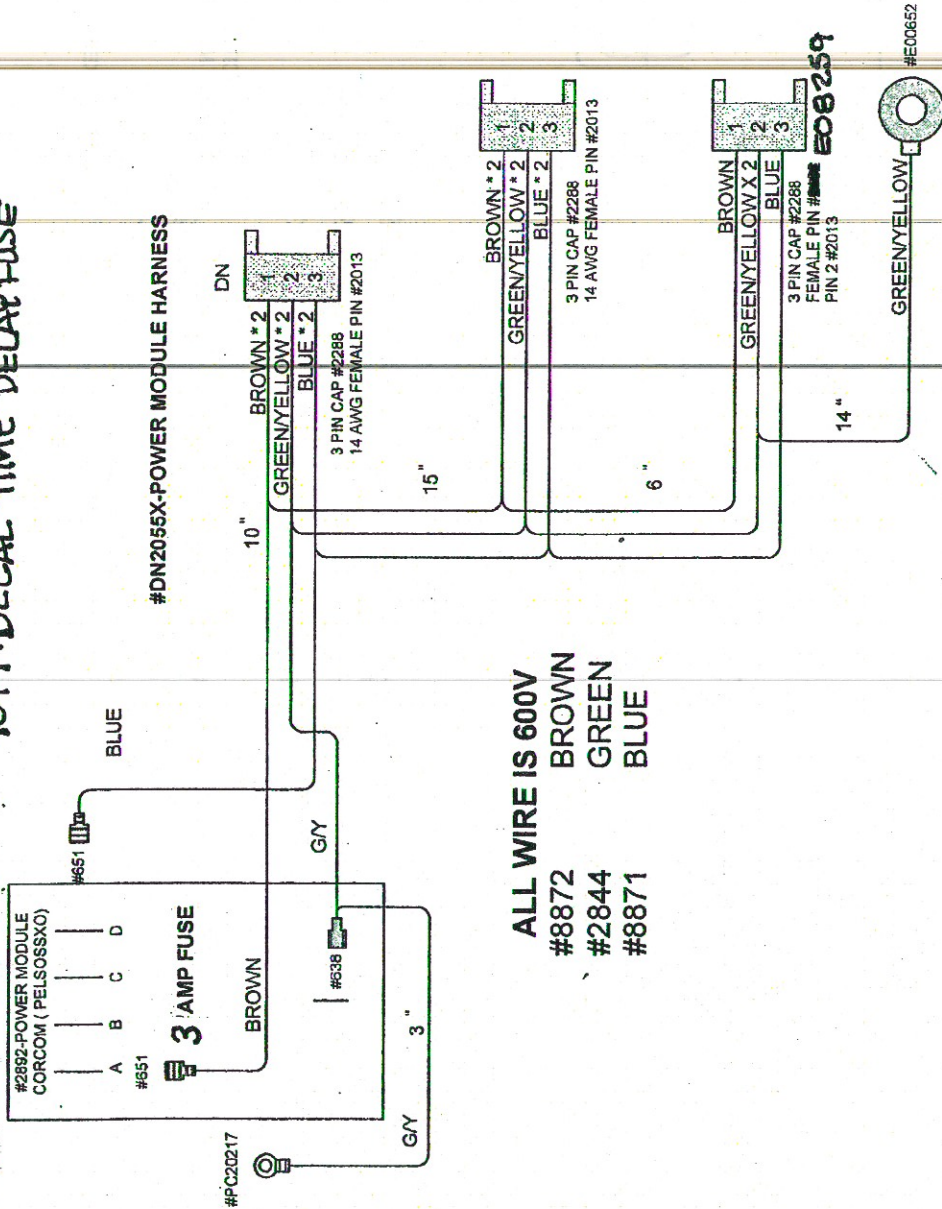 DECAL TIME DELAY FUSE
#DN2055X-POWER MODULE HARNESS
#2892-POWER MODULE
CORCOM ( PELSOSSXO)
A
B
C
D
#651
3 AMP FUSE
BROWN
#638
#651
BLUE
G/Y
G/Y
3 "
#PC20217
10 "
DN
BROWN * 2
GREEN/YELLOW * 2
BLUE * 2
1
2
3
3 PIN CAP #2288
14 AWG FEMALE PIN #2013
15 "
BROWN * 2
GREEN/YELLOW * 2
BLUE * 2
1
2
3
3 PIN CAP #2288
14 AWG FEMALE PIN #2013
6 "
BROWN
GREEN/YELLOW X 2
BLUE
1
2
3
3 PIN CAP #2288
FEMALE PIN # E08259
PIN 2 #2013
14 "
GREEN/YELLOW
#E00652
ALL WIRE IS 600V
#8872 BROWN
#2844 GREEN
#8871 BLUE